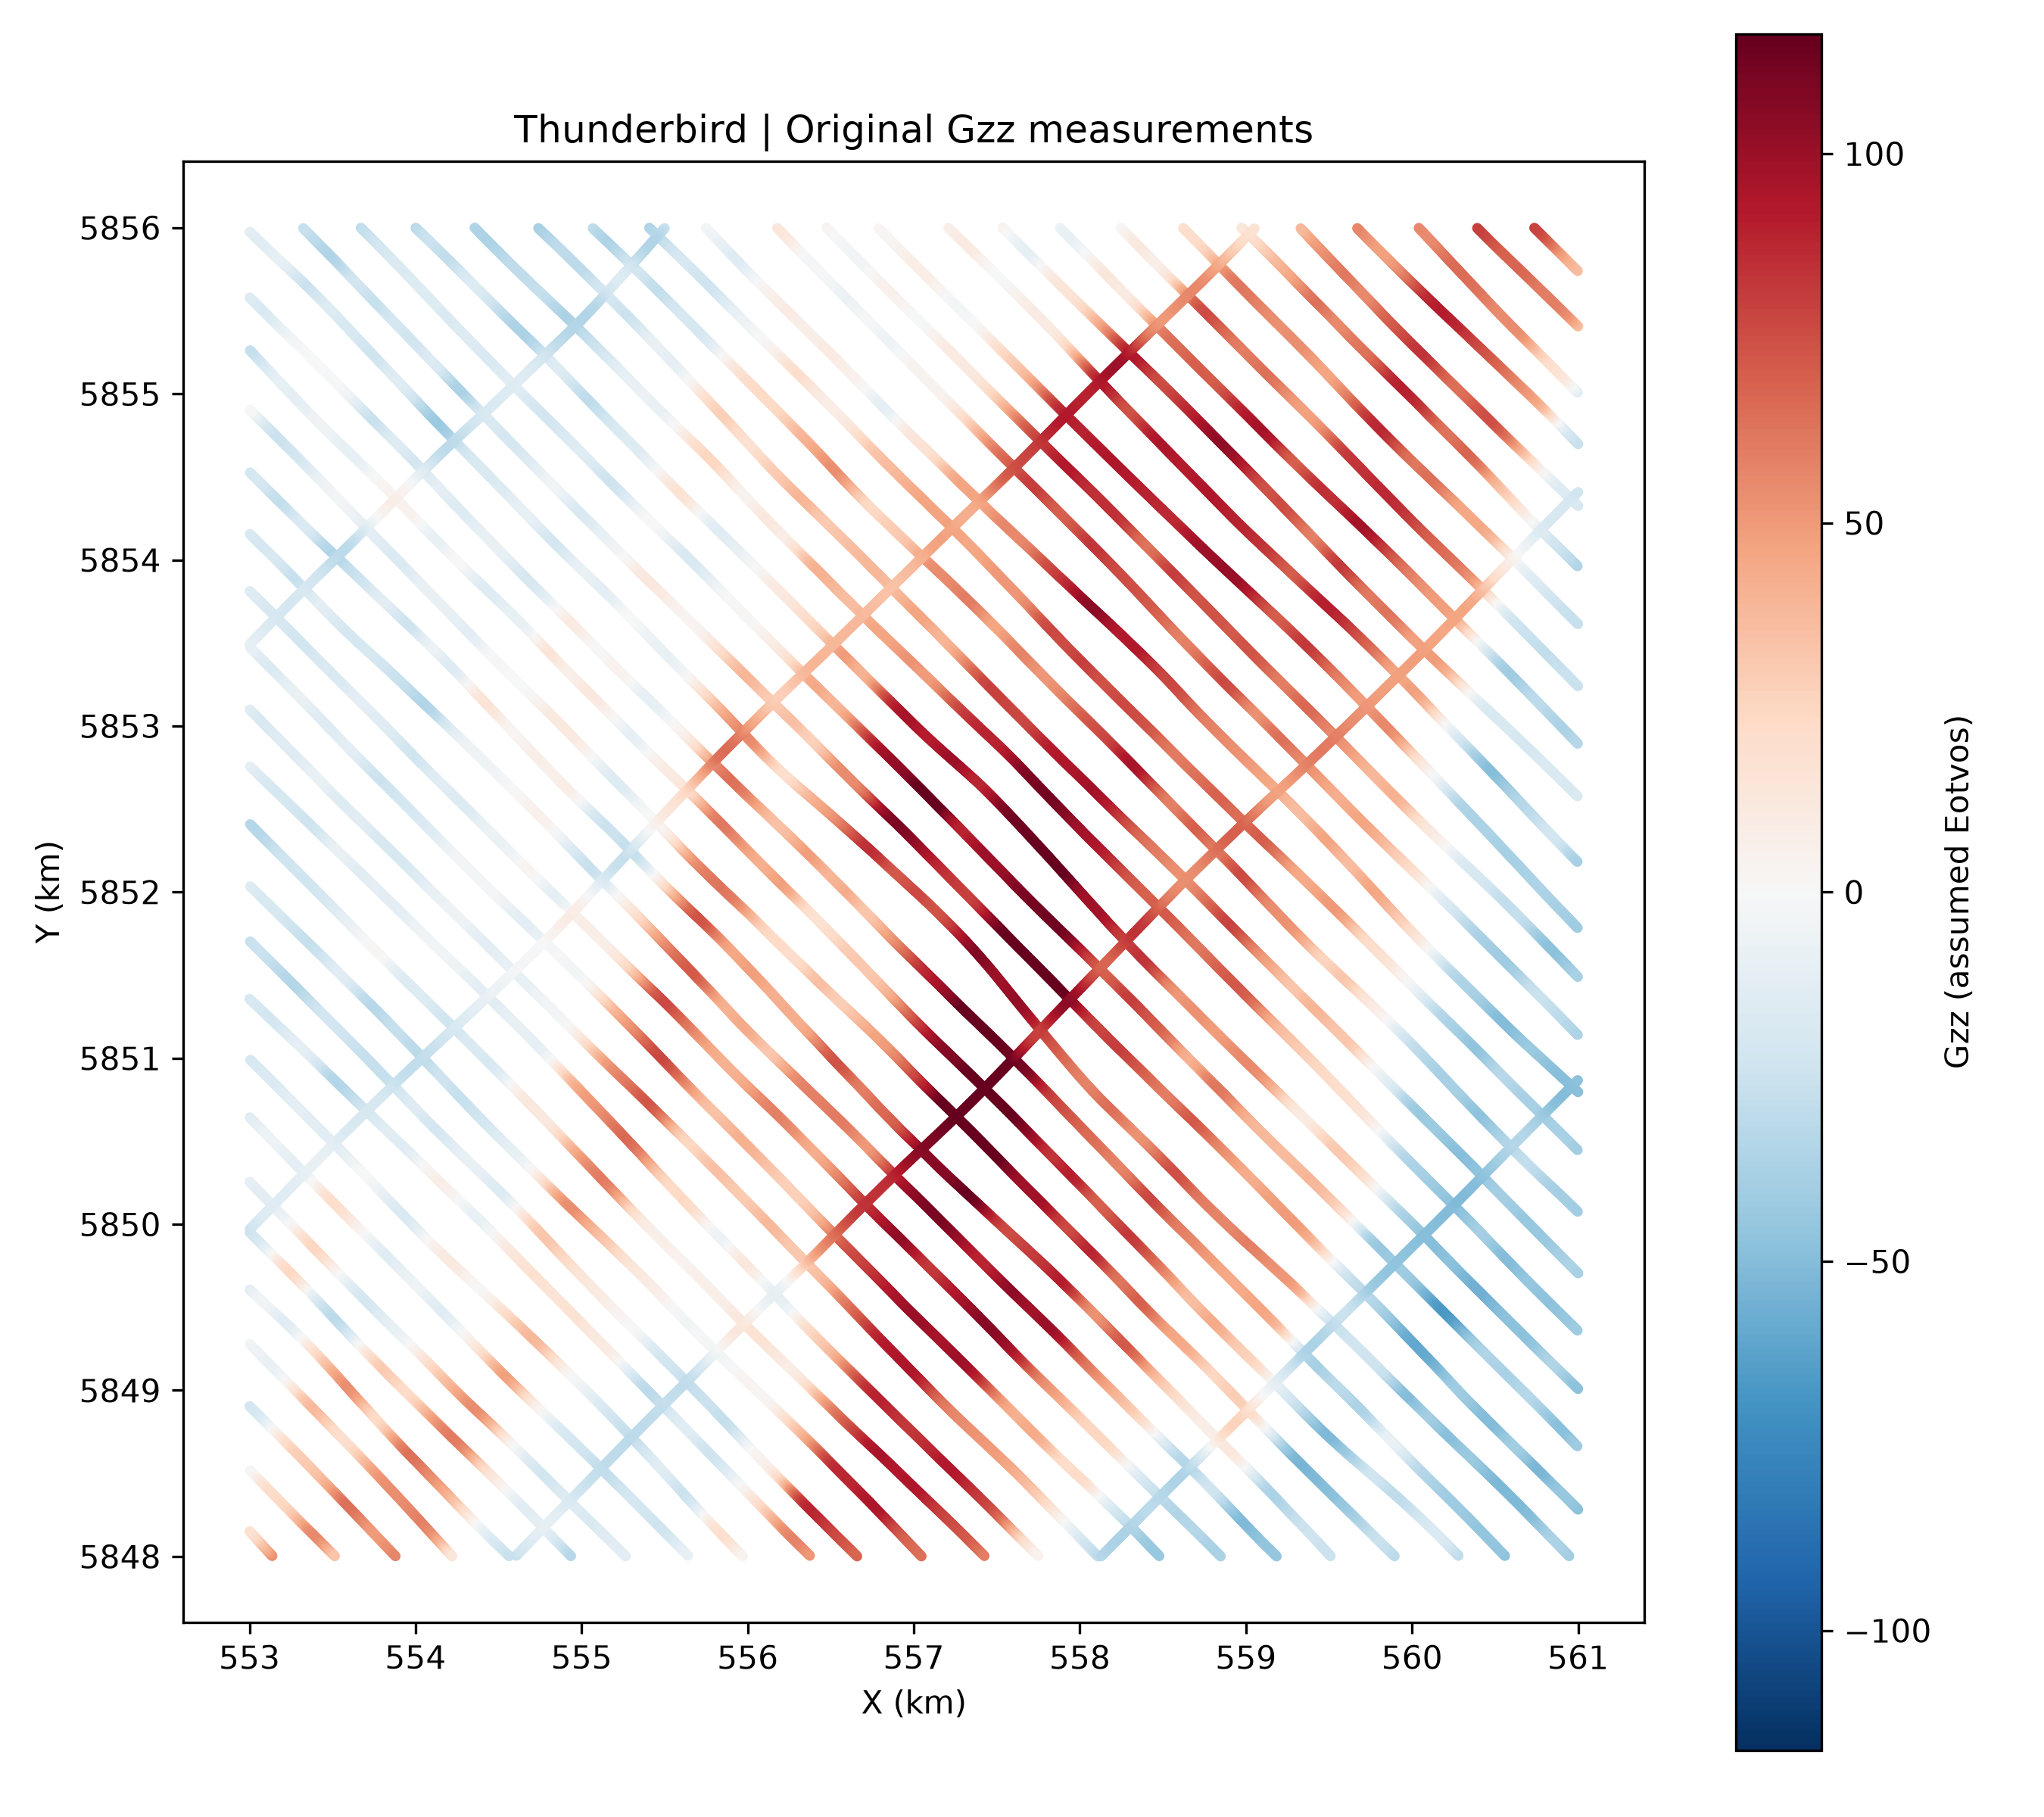 Thunderbird | Original Gzz measurements
5856
5855
5854
5853
5852
5851
5850
5849
5848
Y (km)
553 554 555 556 557 558 559 560 561
X (km)
100
50
0
−50
−100
Gzz (assumed Eotvos)